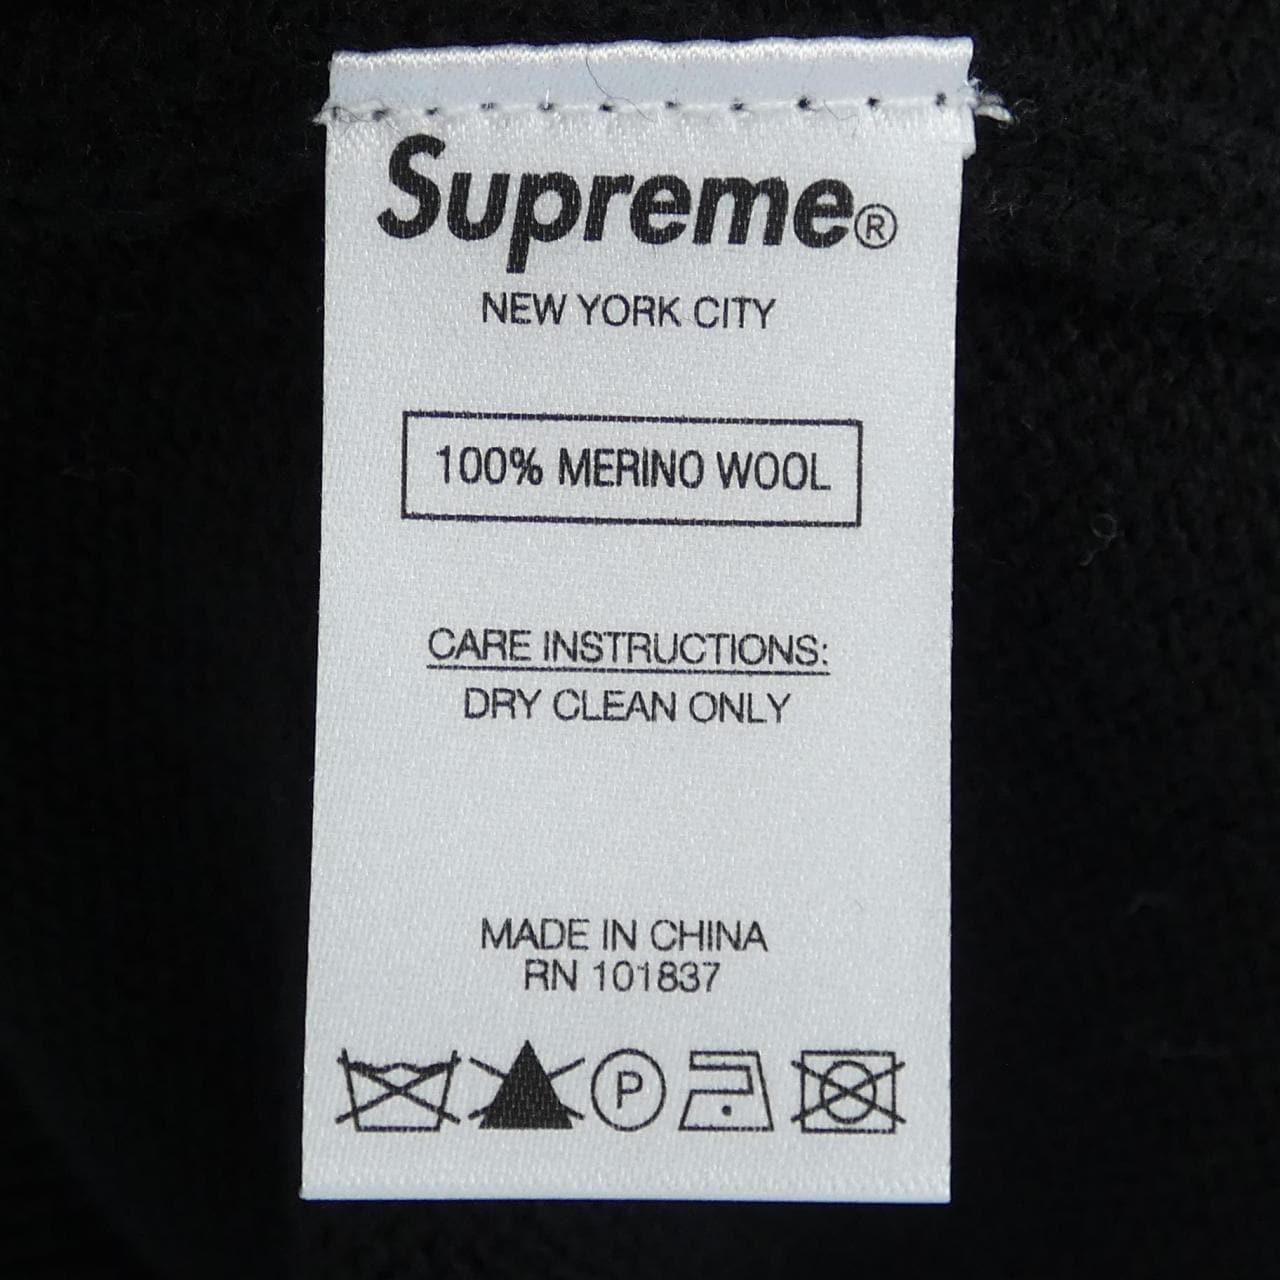 Supreme®
NEW YORK CITY
100% MERINO WOOL
CARE INSTRUCTIONS:
DRY CLEAN ONLY
MADE IN CHINA
RN 101837
P